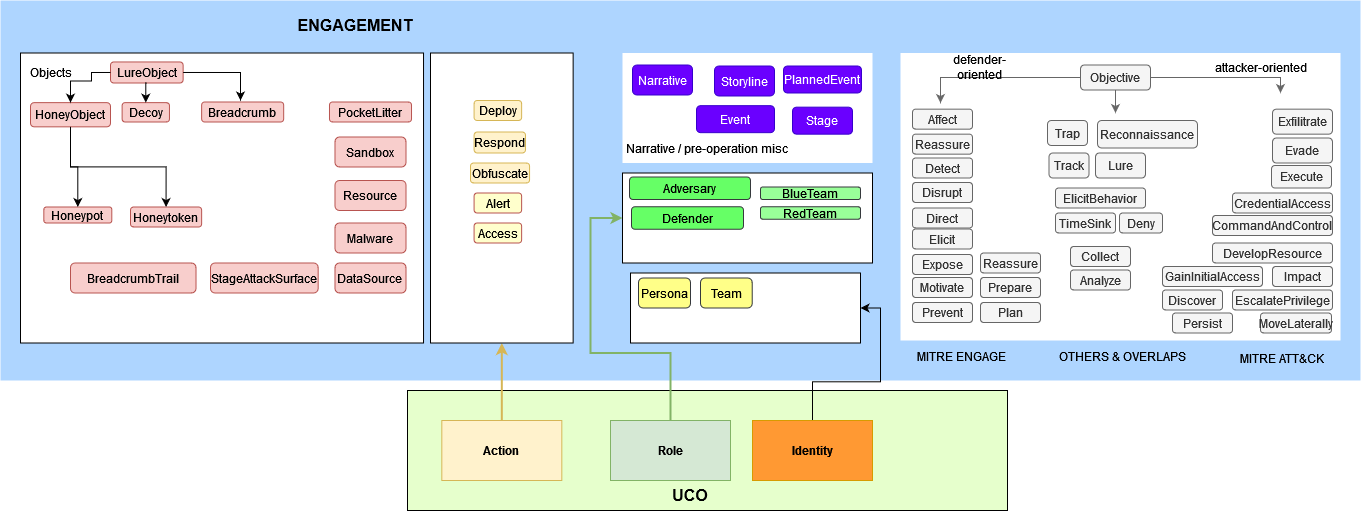 ENGAGEMENT
Objects
LureObject
HoneyObject
Decoy
Breadcrumb
PocketLitter
Sandbox
Resource
Honeypot
Honeytoken
Malware
BreadcrumbTrail
StageAttackSurface
DataSource
Deploy
Respond
Obfuscate
Alert
Access
Narrative
Storyline
PlannedEvent
Event
Stage
Narrative / pre-operation misc
Adversary
BlueTeam
Defender
RedTeam
Persona
Team
defender-
oriented
Objective
attacker-oriented
Affect
Reassure
Detect
Disrupt
Direct
Elicit
Expose
Reassure
Motivate
Prepare
Prevent
Plan
Trap
Reconnaissance
Track
Lure
ElicitBehavior
TimeSink
Deny
Collect
Analyze
Exfilitrate
Evade
Execute
CredentialAccess
CommandAndControl
DevelopResource
GainInitialAccess
Impact
Discover
EscalatePrivilege
Persist
MoveLaterally
MITRE ENGAGE
OTHERS & OVERLAPS
MITRE ATT&CK
Action
Role
Identity
UCO